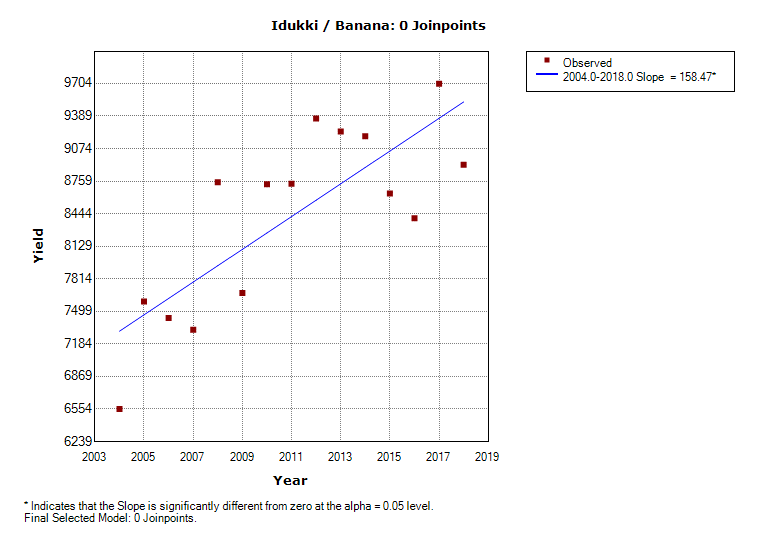 Idukki / Banana: 0 Joinpoints
Observed
2004.0-2018.0 Slope = 158.47*
9704
9389
9074
8759
8444
8129
7814
7499
7184
6869
6554
6239
Yield
2003 2005 2007 2009 2011 2013 2015 2017 2019
Year
* Indicates that the Slope is significantly different from zero at the alpha = 0.05 level.
Final Selected Model: 0 Joinpoints.